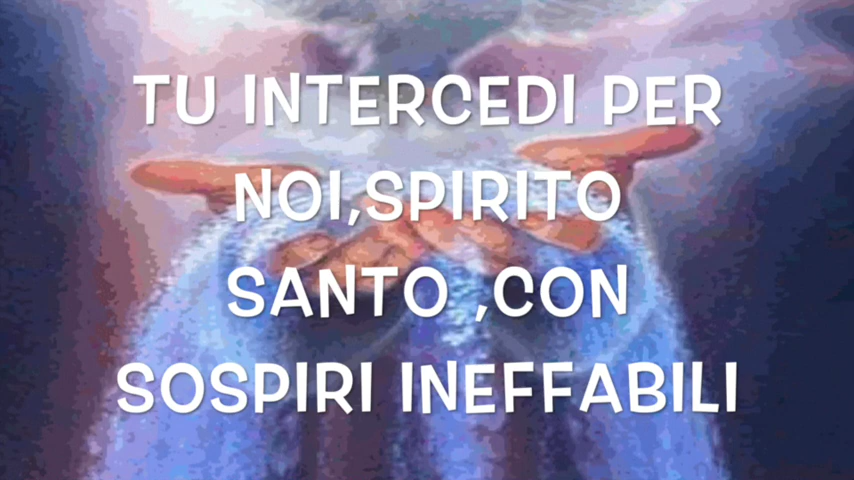 TU INTERCEDI PER
NOI,SPIRITO
SANTO ,CON
SOSPIRI INEFFABILI